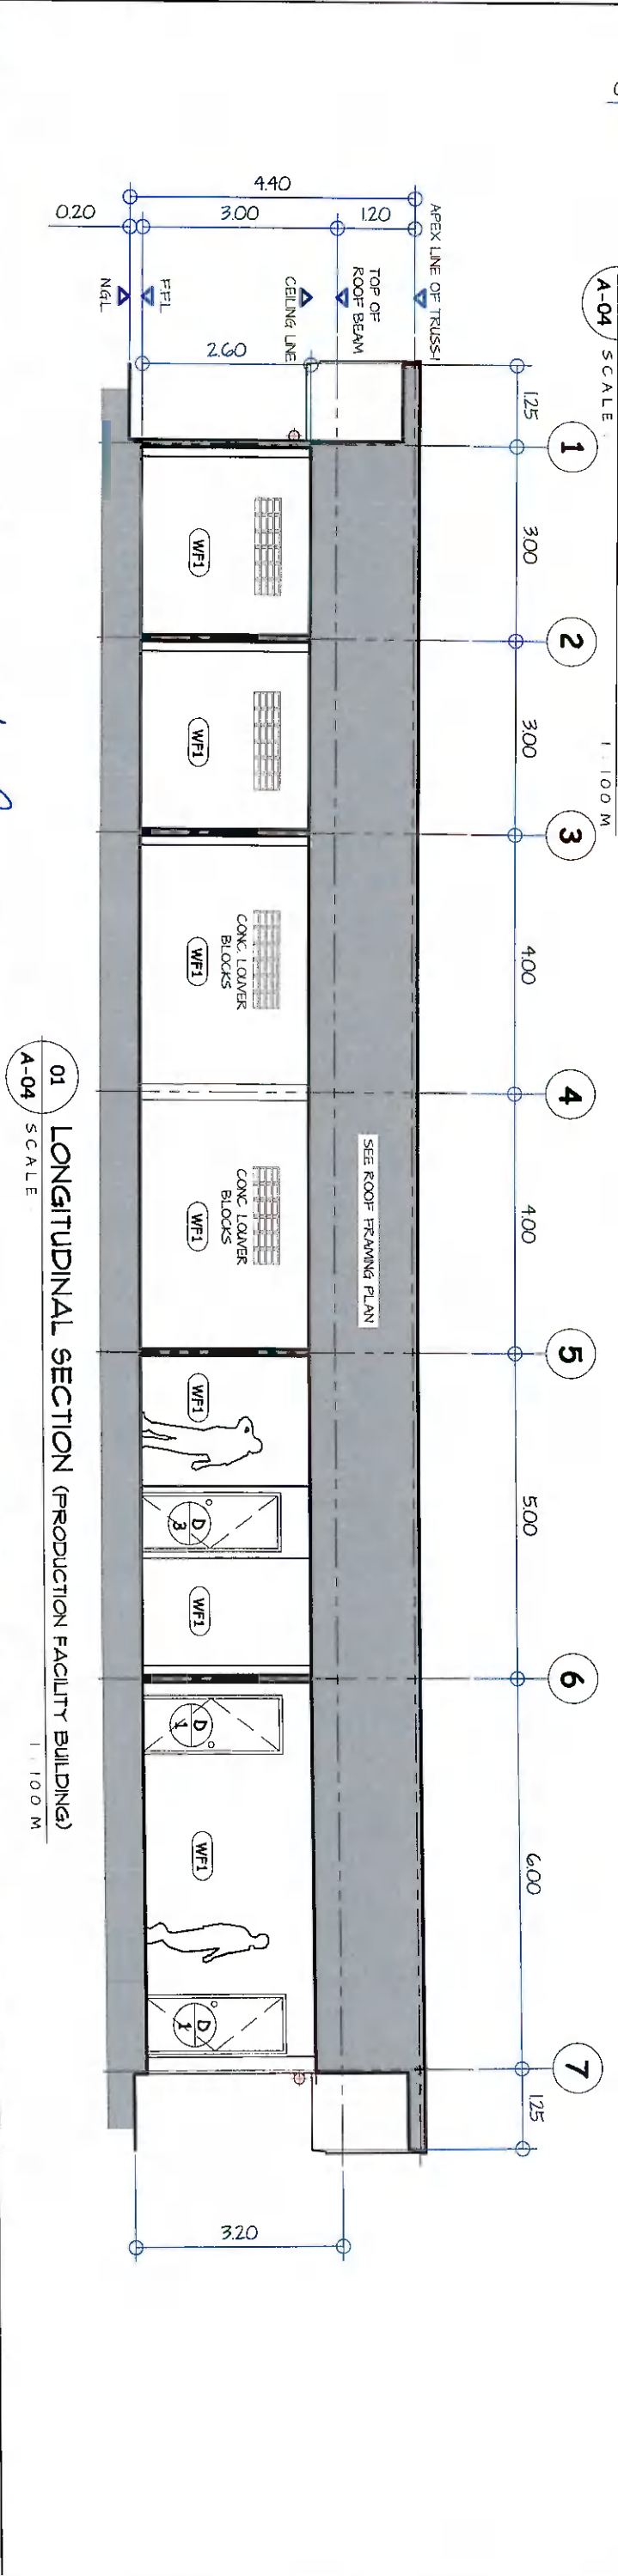 A-04 SCALE 1 : 100 M
1
2
3
4
5
6
7
1.25
3.00
3.00
4.00
4.00
5.00
6.00
1.25
APEX LINE OF TRUSS-1
TOP OF
ROOF BEAM
CEILING LINE
F.F.L
N.G.L
4.40
1.20
3.00
0.20
2.60
3.20
SEE ROOF FRAMING PLAN
WF1
WF1
CONC. LOUVER
BLOCKS
WF1
CONC. LOUVER
BLOCKS
WF1
WF1
D
3
WF1
D
1
WF1
D
1
01 LONGITUDINAL SECTION (PRODUCTION FACILITY BUILDING)
A-04 SCALE 1 : 100 M